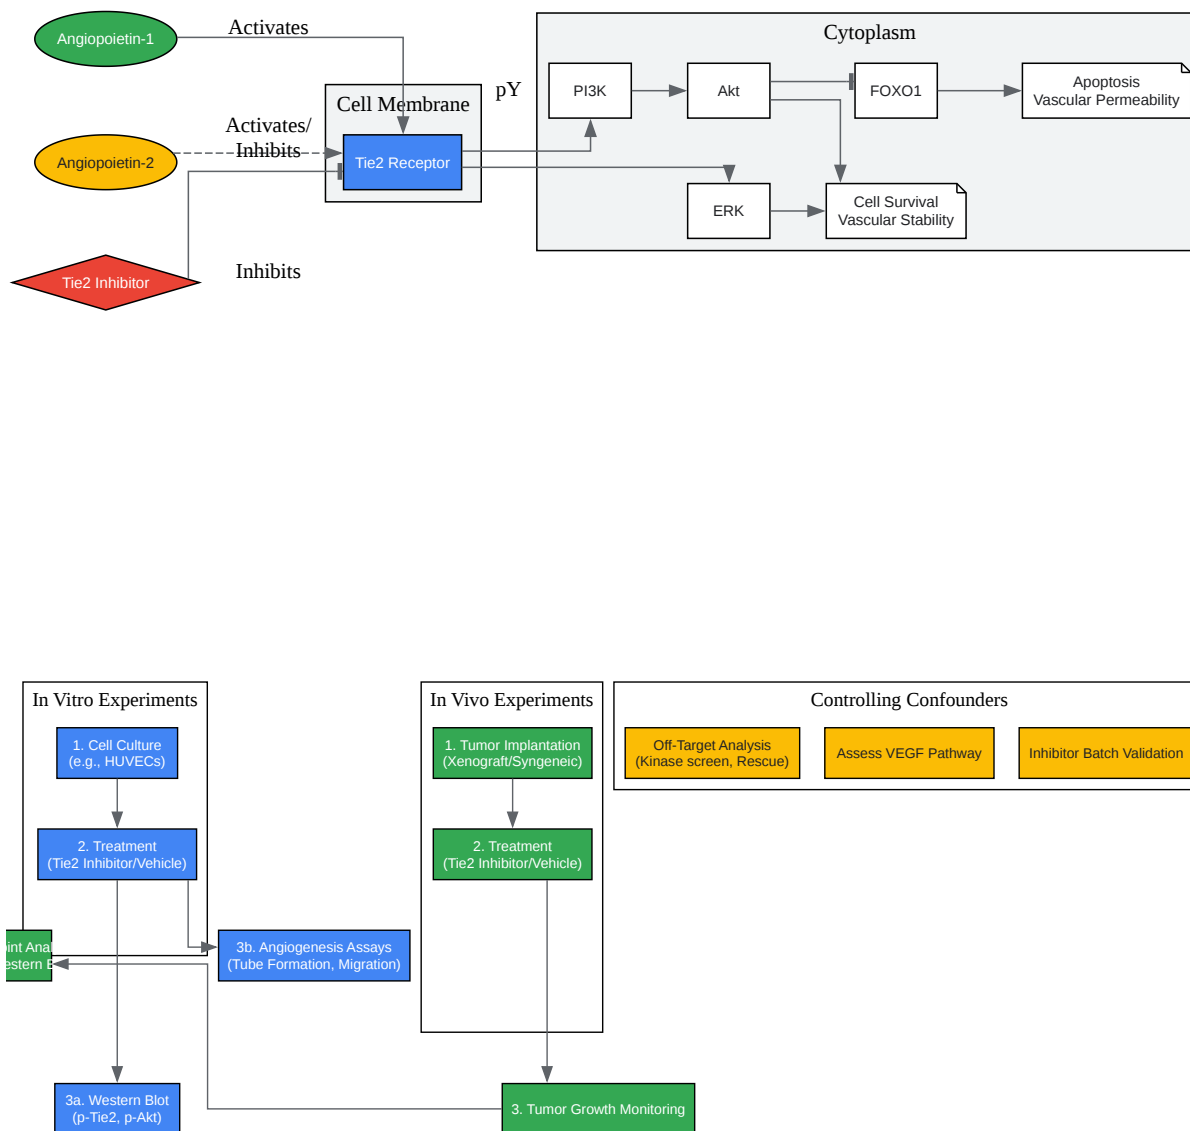 Angiopoietin-1
Activates
Cytoplasm
Cell Membrane
pY
PI3K
Akt
FOXO1
Apoptosis
Vascular Permeability
Angiopoietin-2
Activates/
Inhibits
Tie2 Receptor
ERK
Cell Survival
Vascular Stability
Tie2 Inhibitor
Inhibits
In Vitro Experiments
1. Cell Culture
(e.g., HUVECs)
2. Treatment
(Tie2 Inhibitor/Vehicle)
3b. Angiogenesis Assays
(Tube Formation, Migration)
3a. Western Blot
(p-Tie2, p-Akt)
In Vivo Experiments
1. Tumor Implantation
(Xenograft/Syngeneic)
2. Treatment
(Tie2 Inhibitor/Vehicle)
3. Tumor Growth Monitoring
Controlling Confounders
Off-Target Analysis
(Kinase screen, Rescue)
Assess VEGF Pathway
Inhibitor Batch Validation